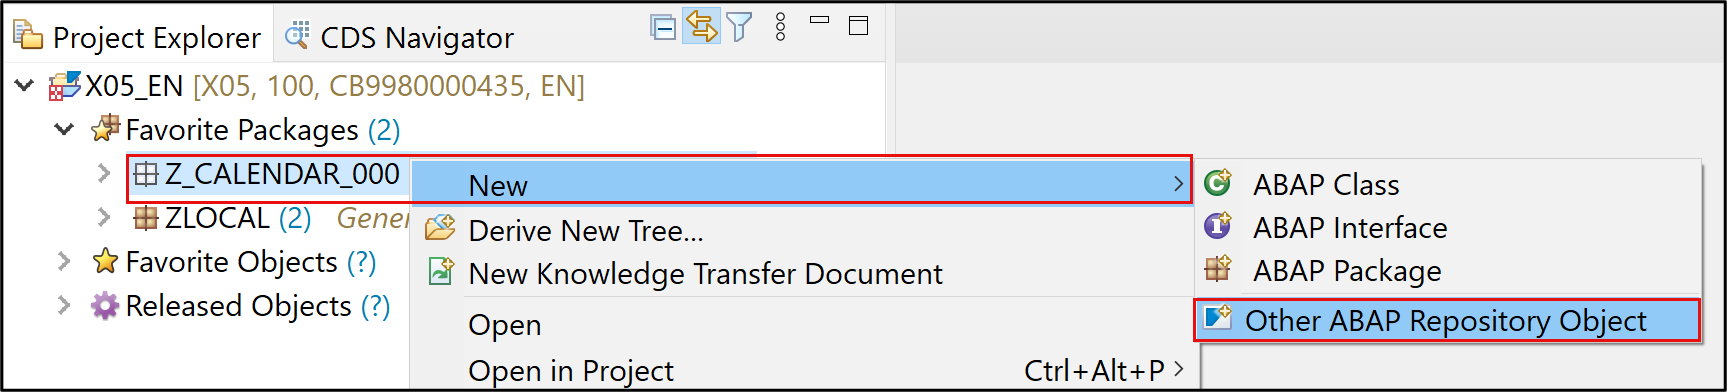 Project Explorer CDS Navigator
X05_EN [X05, 100, CB9980000435, EN]
Favorite Packages (2)
Z_CALENDAR_000
New
ABAP Class
ZLOCAL (2) Gener
Derive New Tree...
ABAP Interface
Favorite Objects (?)
New Knowledge Transfer Document
ABAP Package
Released Objects (?)
Open
Other ABAP Repository Object
Open in Project Ctrl+Alt+P